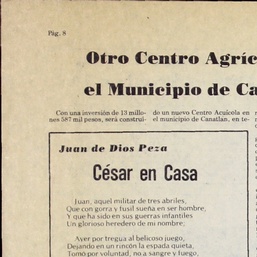 Pág. 8
Otro Centro Agríc
el Municipio de Ca
Con una inversión de 13 millo-
nes 587 mil pesos, será construi-
do un nuevo Centro Acuícola en
el municipio de Canatlán, en te-
Juan de Dios Peza
César en Casa
Juan, aquel militar de tres abriles,
Que con gorra y fusil sueña en ser hombre,
Y que ha sido en sus guerras infantiles
Un glorioso heredero de mi nombre.
Ayer por tregua al belicoso juego,
Dejando en un rincón la espada quieta,
Tomó por voluntad, no a sangre y fuego,